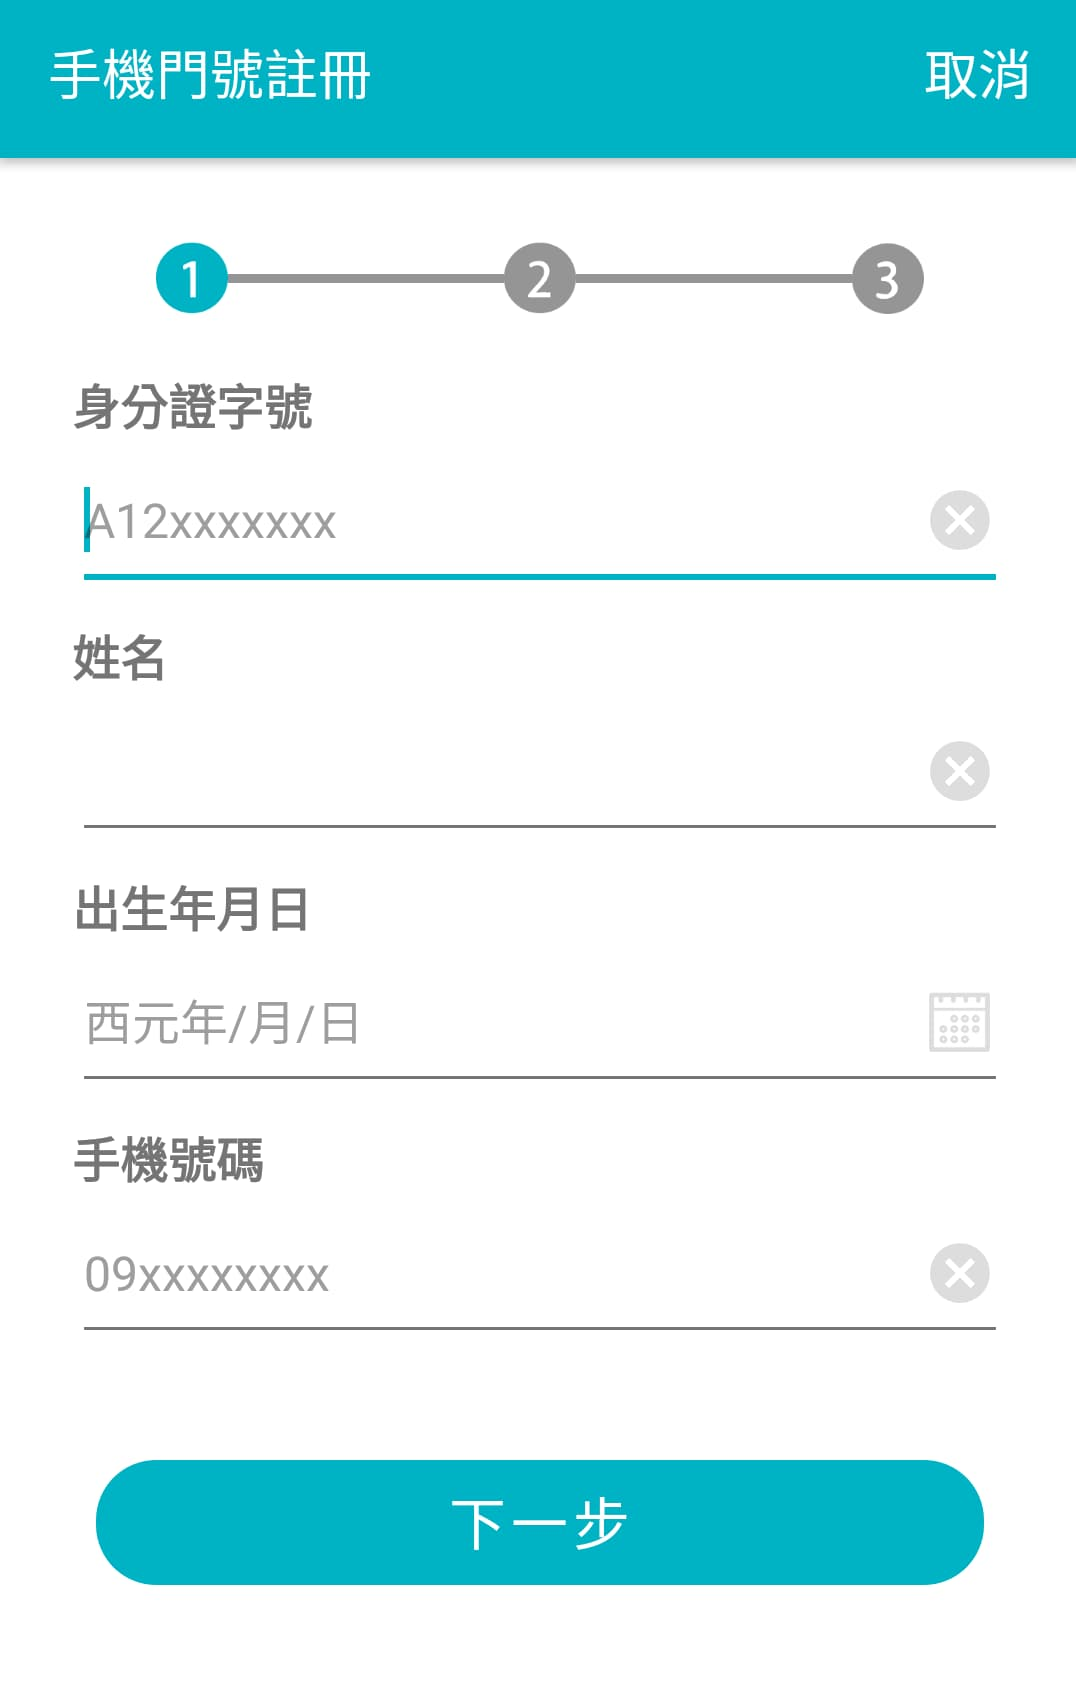 手機門號註冊 取消
1 2 3
身分證字號
A12xxxxxxx
姓名
出生年月日
西元年/月/日
手機號碼
09xxxxxxxx
下一步